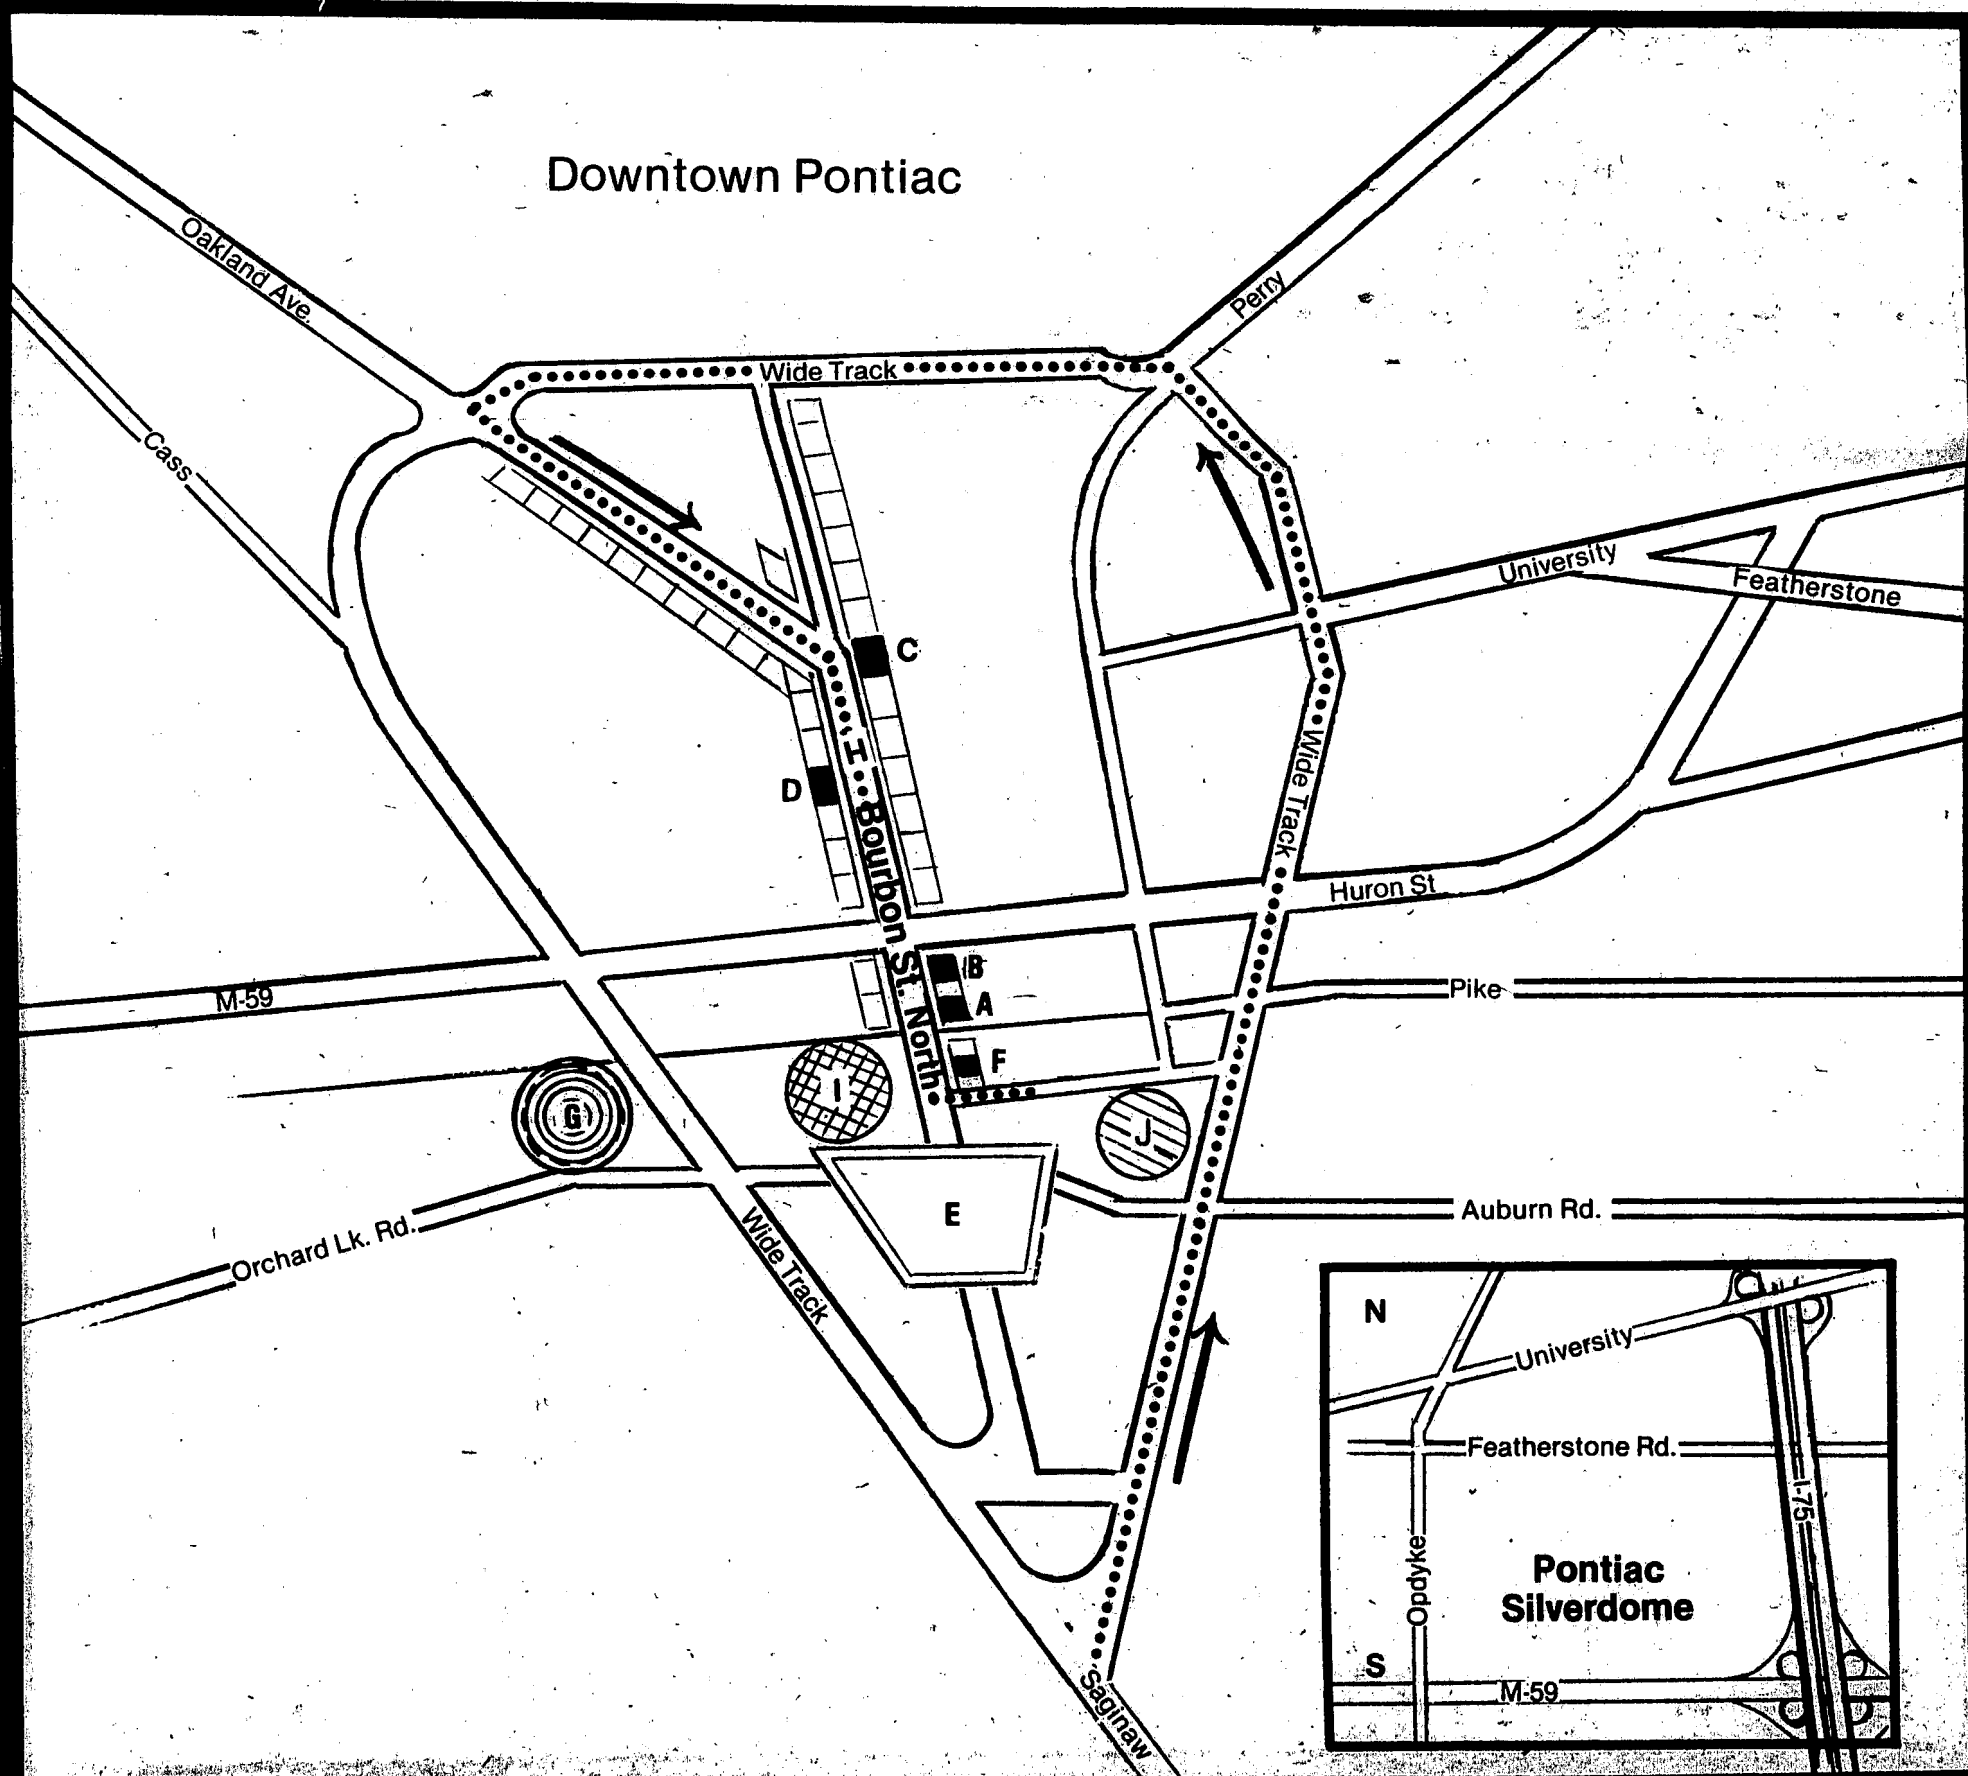 Downtown Pontiac
Oakland Ave.
Perry
Wide Track
Cass
University
Featherstone
C
Wide Track
H
D
Bourbon St. North
Huron St
B
M-59
A
Pike
F
I
G
J
E
Auburn Rd.
Orchard Lk. Rd.
Wide Track
N
University
Featherstone Rd.
I-75
Opdyke
Pontiac
Silverdome
S
M-59
Saginaw